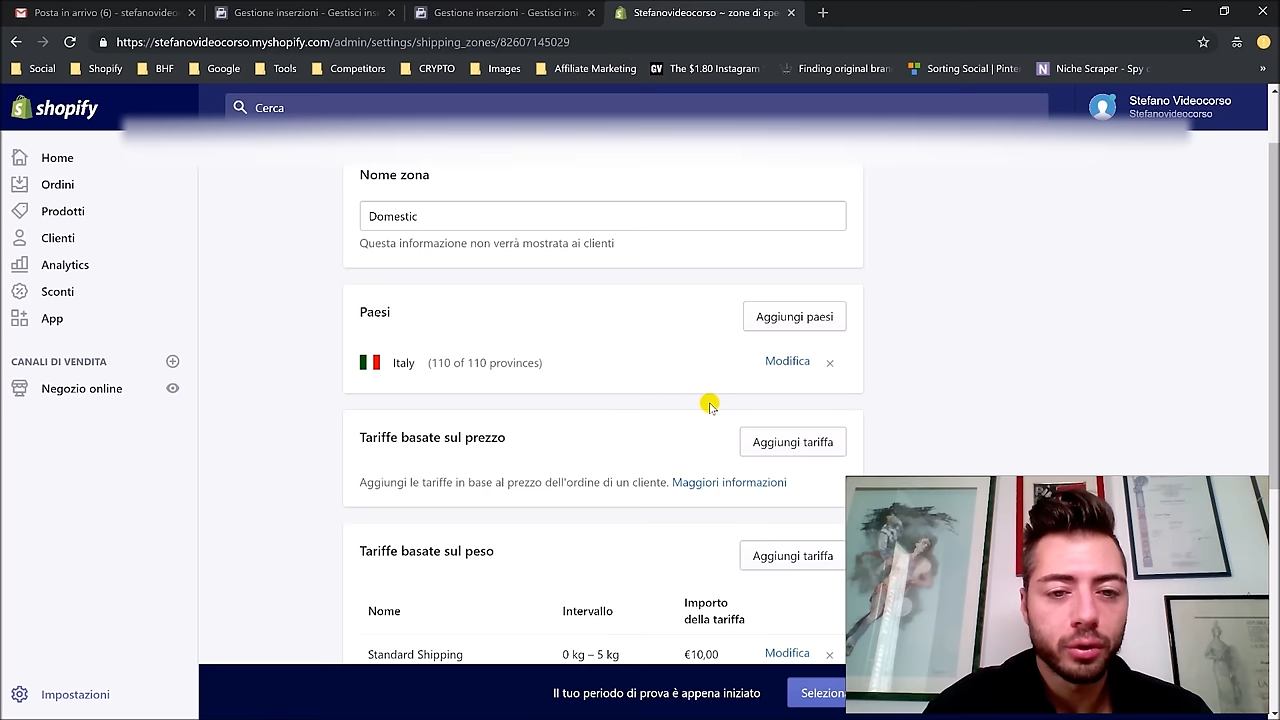 Posta in arrivo (6) - stefanovideoc
Gestione inserzioni - Gestisci ins
Gestione inserzioni - Gestisci ins
Stefanovideocorso ~ zone di spe
https://stefanovideocorso.myshopify.com/admin/settings/shipping_zones/82607145029
Social
Shopify
BHF
Google
Tools
Competitors
CRYPTO
Images
Affiliate Marketing
GV The $1.80 Instagram
Finding original bran
Sorting Social | Pinte
N Niche Scraper - Spy
»
shopify
Cerca
Stefano Videocorso
Stefanovideocorso
Home
Ordini
Prodotti
Clienti
Analytics
Sconti
App
CANALI DI VENDITA
Negozio online
Impostazioni
Nome zona
Domestic
Questa informazione non verrà mostrata ai clienti
Paesi
Aggiungi paesi
Italy (110 of 110 provinces)
Modifica
Tariffe basate sul prezzo
Aggiungi tariffa
Aggiungi le tariffe in base al prezzo dell'ordine di un cliente. Maggiori informazioni
Tariffe basate sul peso
Aggiungi tariffa
Nome
Intervallo
Importo
della tariffa
Standard Shipping
0 kg – 5 kg
€10,00
Modifica
Il tuo periodo di prova è appena iniziato
Selezion